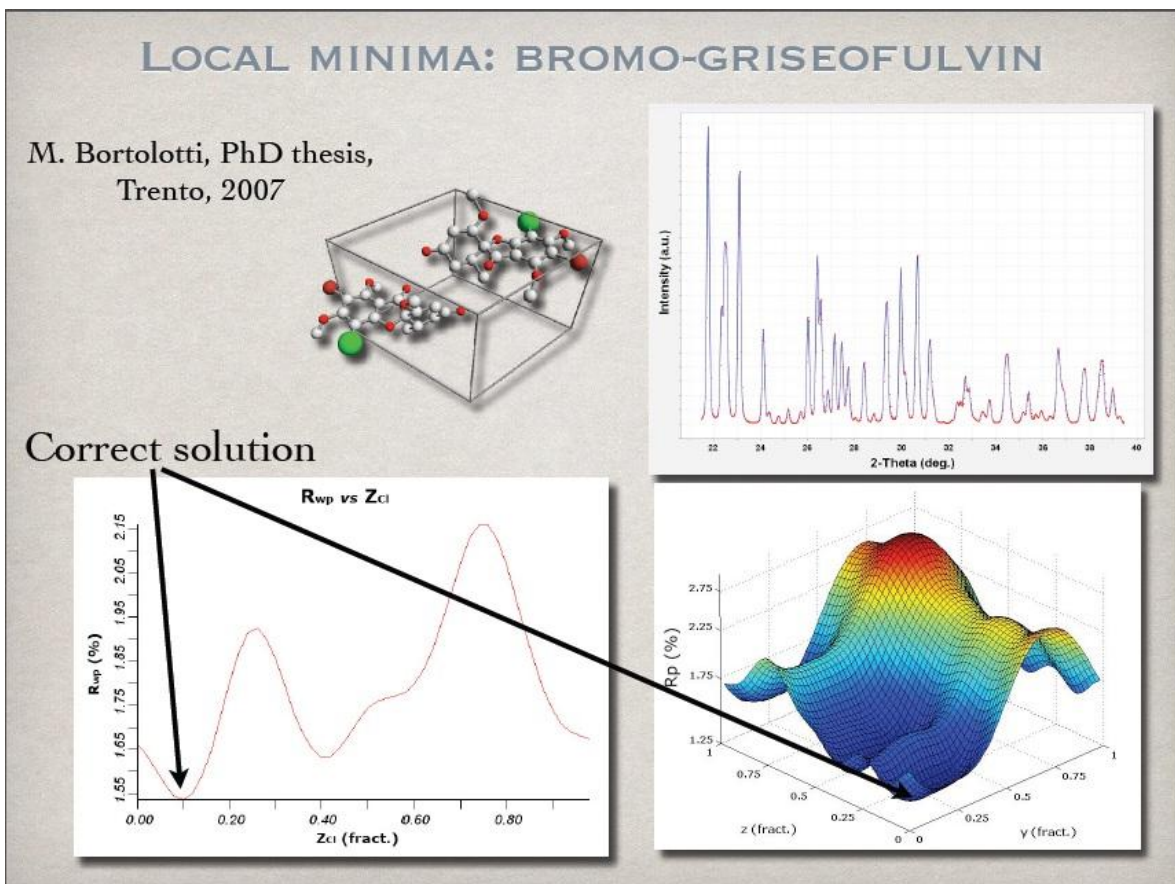 LOCAL MINIMA: BROMO-GRISEOFULVIN
M. Bortolotti, PhD thesis,
Trento, 2007
Intensity (a.u.)
22 24 26 28 30 32 34 36 38 40
2-Theta (deg.)
Correct solution
Rwp vs ZCl
2.15
2.05
1.95
1.85
1.75
1.65
1.55
Rwp (%)
0.00 0.20 0.40 0.60 0.80
ZCl (fract.)
2.75
2.25
1.75
1.25
Rp (%)
1 0.75 0.5 0.25 0
z (fract.)
0 0.25 0.5 0.75 1
y (fract.)